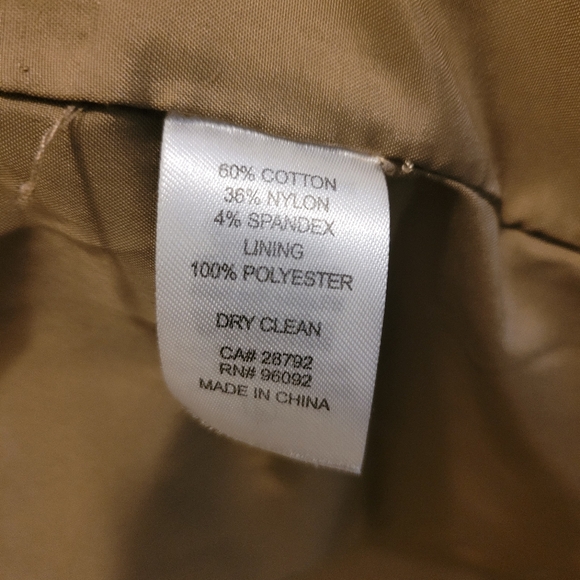 60% COTTON
36% NYLON
4% SPANDEX
LINING
100% POLYESTER
DRY CLEAN
CA# 28792
RN# 96092
MADE IN CHINA